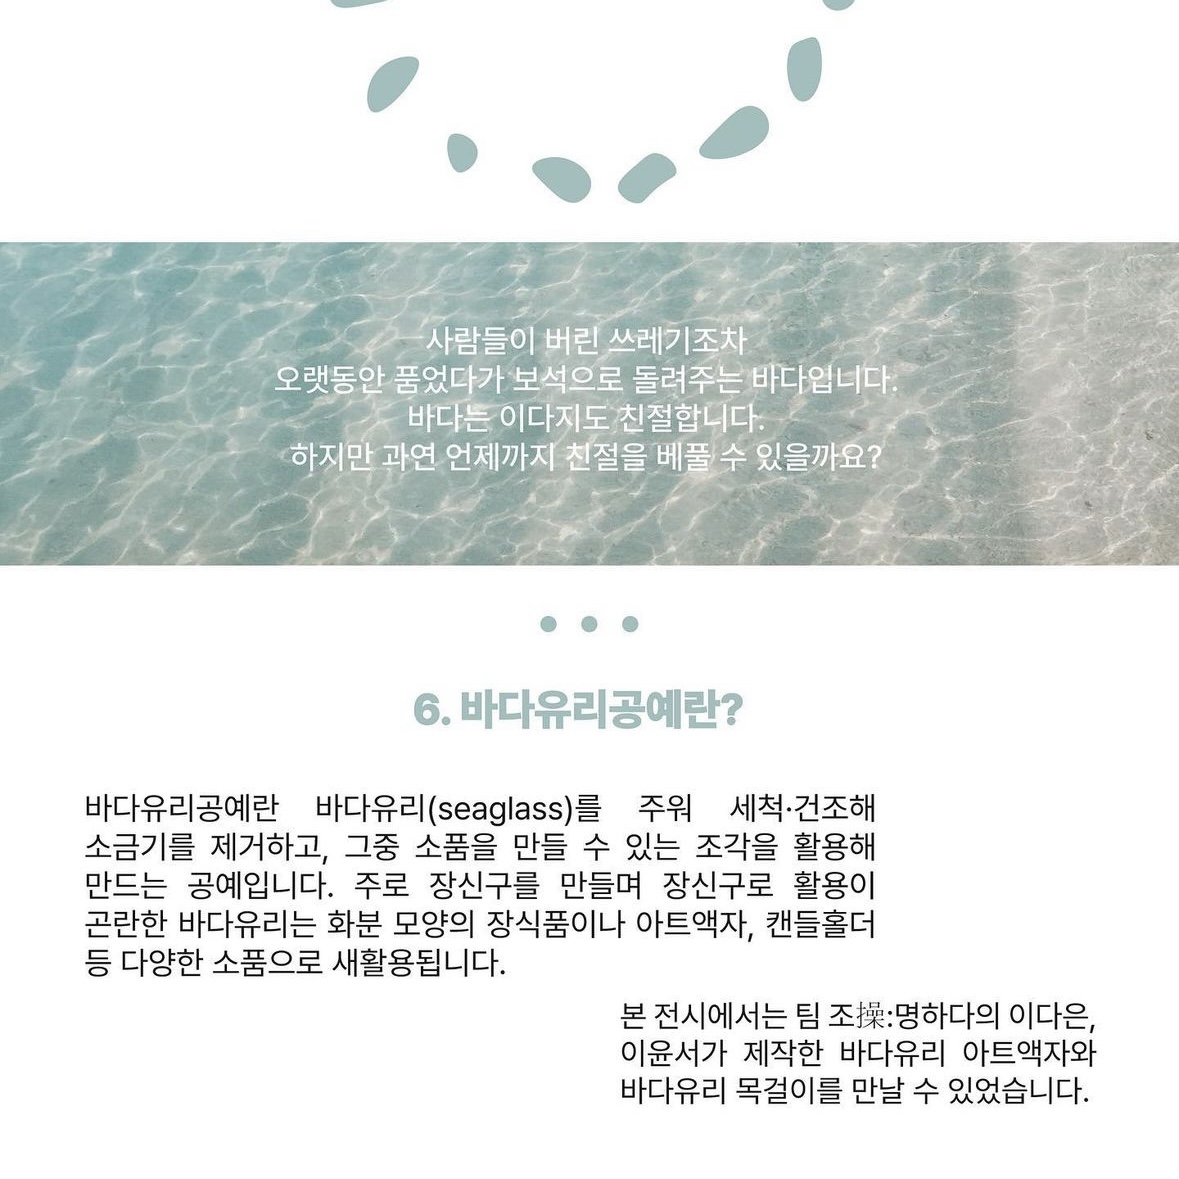 사람들이 버린 쓰레기조차
오랫동안 품었다가 보석으로 돌려주는 바다입니다.
바다는 이다지도 친절합니다.
하지만 과연 언제까지 친절을 베풀 수 있을까요?
6. 바다유리공예란?
바다유리공예란 바다유리(seaglass)를 주워 세척·건조해
소금기를 제거하고, 그중 소품을 만들 수 있는 조각을 활용해
만드는 공예입니다. 주로 장신구를 만들며 장신구로 활용이
곤란한 바다유리는 화분 모양의 장식품이나 아트액자, 캔들홀더
등 다양한 소품으로 새활용됩니다.
본 전시에서는 팀 조操:명하다의 이다은,
이윤서가 제작한 바다유리 아트액자와
바다유리 목걸이를 만날 수 있었습니다.